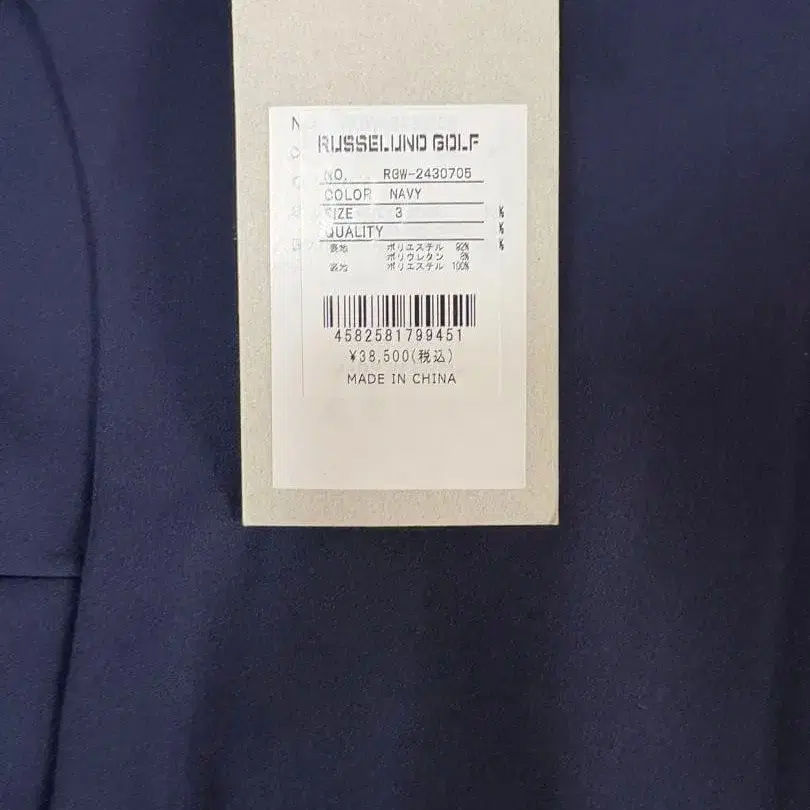 RUSSELUNO GOLF
NO. RGW-2430705
COLOR NAVY
SIZE 3
QUALITY
表地 ポリエステル 92%
ポリウレタン 8%
裏地 ポリエステル 100%
4582581799451
¥38,500(税込)
MADE IN CHINA